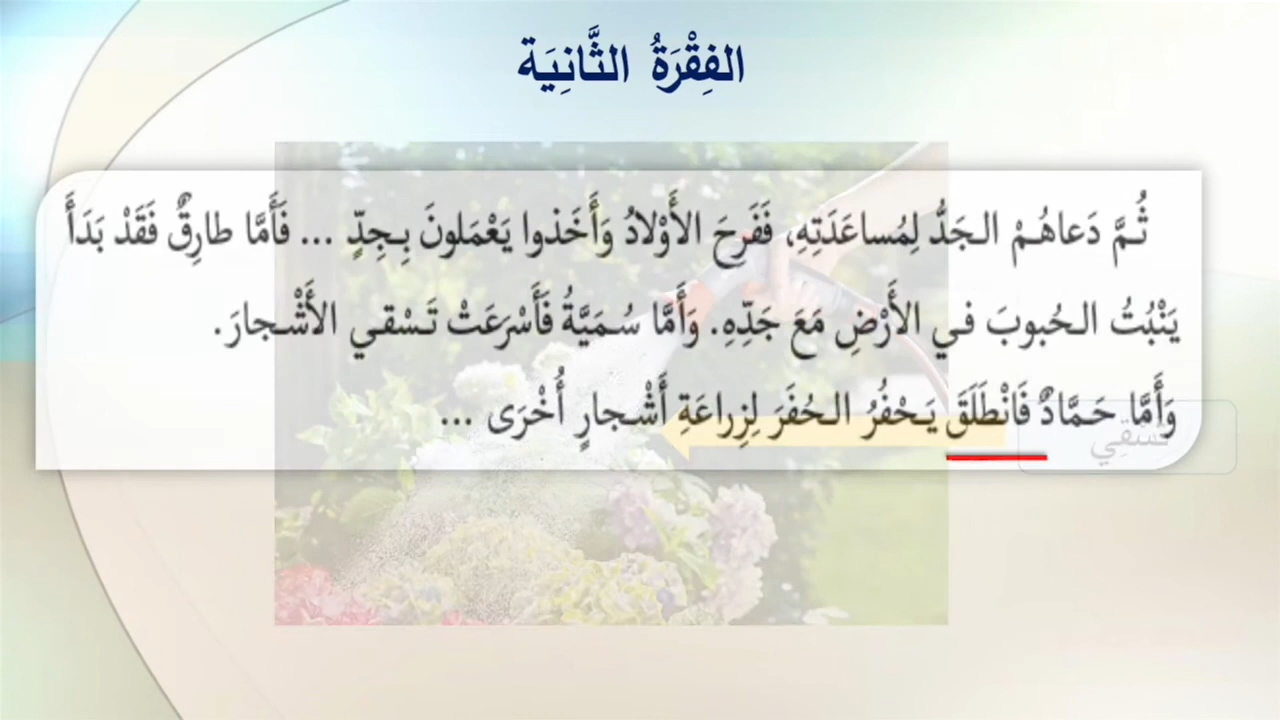 الفِقْرَةُ الثَّانِيَة
ثُمَّ دَعاهُمْ الجَدُّ لِمُساعَدَتِهِ، فَفَرِحَ الأَوْلادُ وَأَخَذوا يَعْمَلونَ بِجِدٍّ ... فَأَمَّا طارِقٌ فَقَدْ بَدَأَ
يَنْبُتُ الحُبوبَ في الأَرْضِ مَعَ جَدِّهِ. وَأَمَّا سُمَيَّةُ فَأَسْرَعَتْ تَسْقي الأَشْجارَ.
وَأَمَّا حَمَّادٌ فَانْطَلَقَ يَحْفُرُ الحُفَرَ لِزِراعَةِ أَشْجارٍ أُخْرَى ...
تَسْقِي